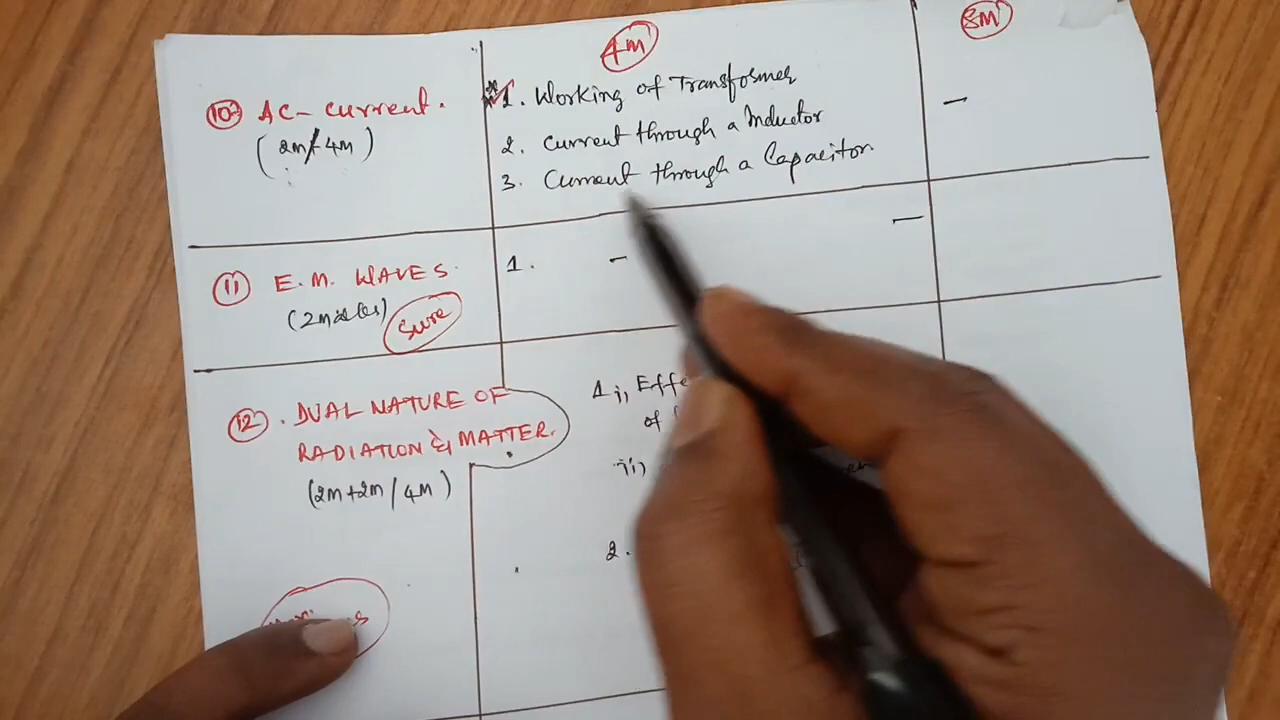 4M
8M
10. AC - Current.
(2M/4M)
1. Working of Transformer
2. Current through a Inductor
3. Current through a Capacitor
-
11 E.M. WAVES.
(2M
Sure
1. -
-
12. DUAL NATURE OF
RADIATION & MATTER.
(2M+2M/4M)
1 i, Effe
of
ii)
2.